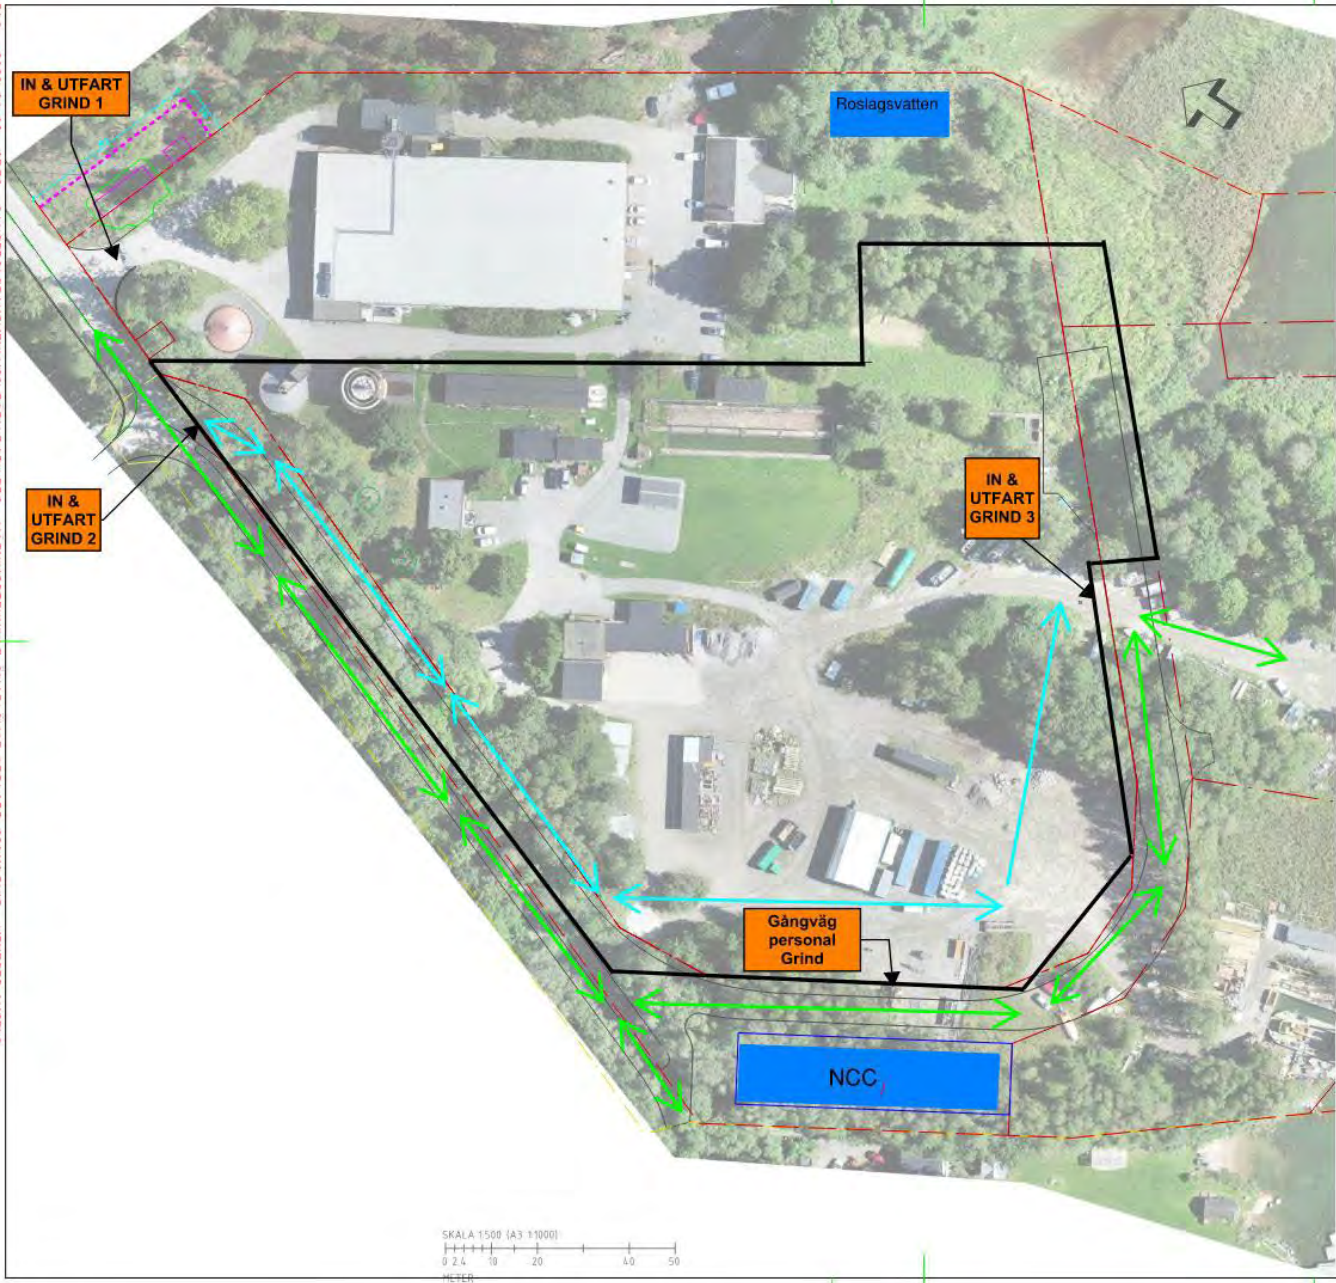 IN & UTFART
GRIND 1
Roslagsvatten
IN &
UTFART
GRIND 2
IN &
UTFART
GRIND 3
Gångväg
personal
Grind
NCC
SKALA 1:500 (A3 1:1000)
0 2.4 10 20 40 50
METER